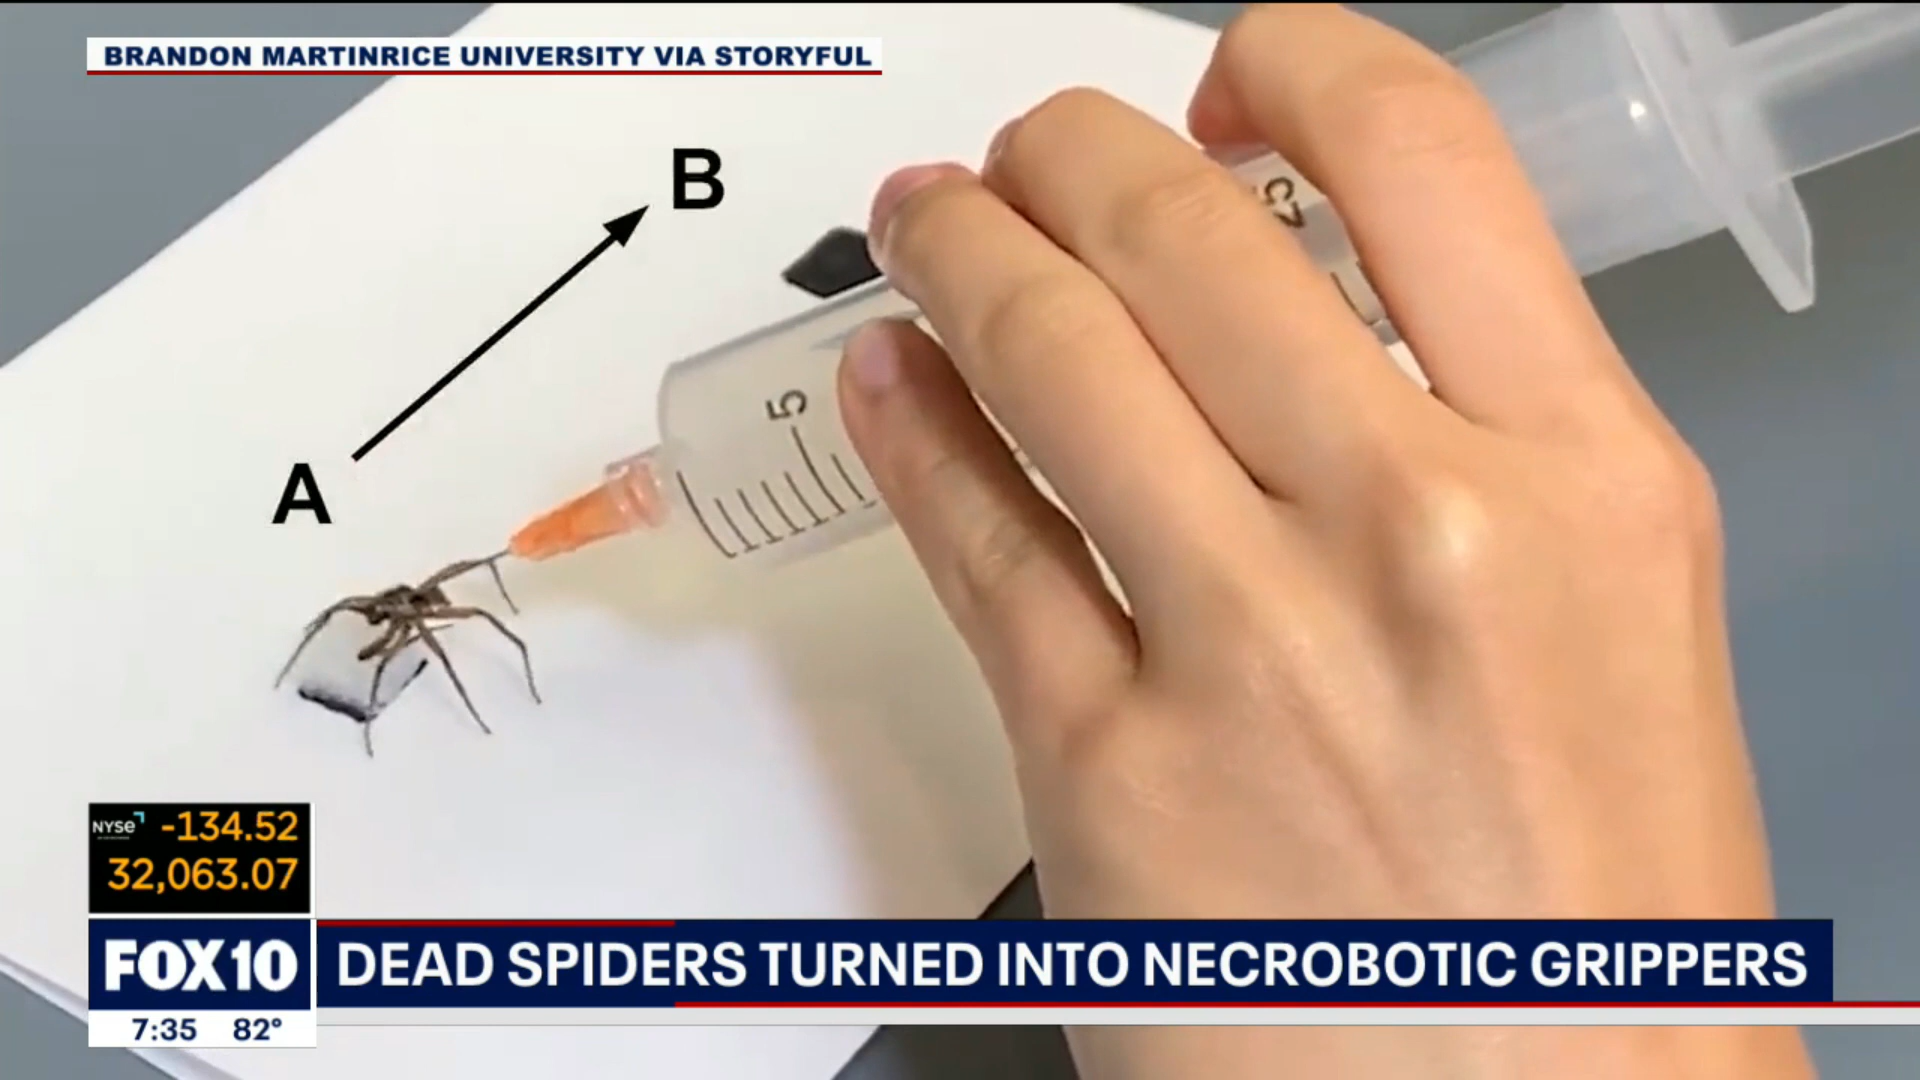 BRANDON MARTINRICE UNIVERSITY VIA STORYFUL
B
A
25
5
NYSE -134.52
32,063.07
FOX10
DEAD SPIDERS TURNED INTO NECROBOTIC GRIPPERS
7:35 82°